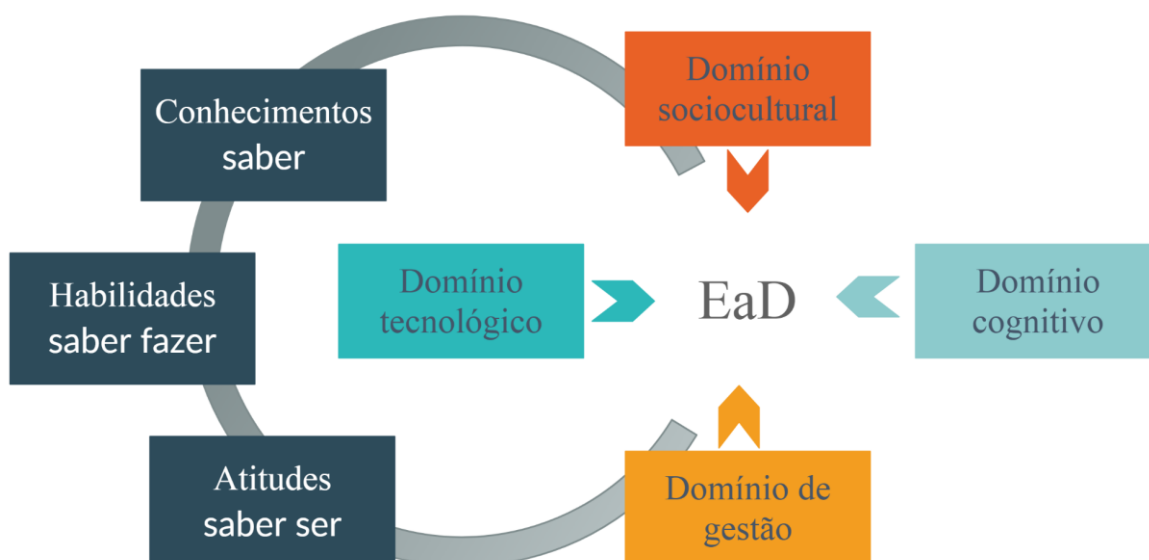 Conhecimentos
saber
Habilidades
saber fazer
Atitudes
saber ser
Domínio
sociocultural
Domínio
tecnológico
EaD
Domínio
cognitivo
Domínio de
gestão